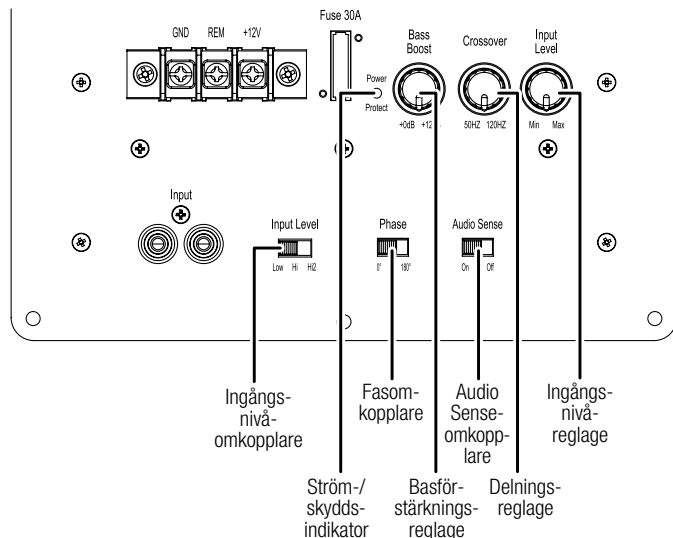 Fuse 30A
GND REM +12V
Bass
Boost
Crossover
Input
Level
Power
Protect
+0dB
50HZ 120HZ
Min Max
Input
Input Level
Low Hi Hi2
Phase
0° 180°
Audio Sense
On Off
Ingångs-
nivå-
omkopplare
Fasom-
kopplare
Audio
Sense-
omkopp-
lare
Ingångs-
nivå-
reglage
Ström-/
skydds-
indikator
Basför-
stärknings-
reglage
Delnings-
reglage